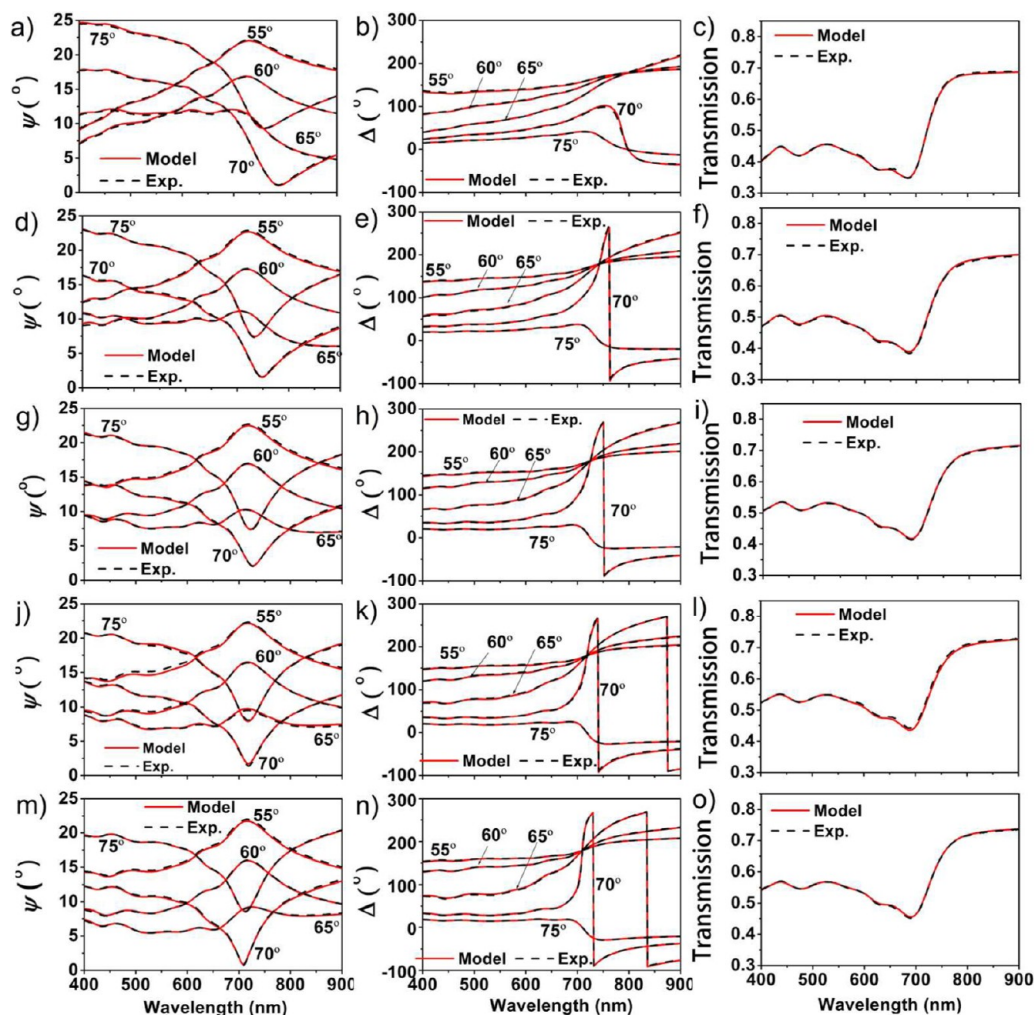 a) 25 20 15 10 5 0 ψ (°) 75° 55° 60° 65° 70° Model Exp.
b) 300 200 100 0 -100 Δ (°) 55° 60° 65° 70° 75° Model Exp.
c) 0.8 0.7 0.6 0.5 0.4 0.3 Transmission Model Exp.
d) 25 20 15 10 5 0 ψ (°) 75° 55° 70° 60° 65° Model Exp.
e) 300 200 100 0 -100 Δ (°) Model Exp. 55° 60° 65° 70° 75°
f) 0.8 0.7 0.6 0.5 0.4 0.3 Transmission Model Exp.
g) 25 20 15 10 5 0 ψ (°) 75° 55° 60° 65° 70° Model Exp.
h) 300 200 100 0 -100 Δ (°) Model Exp. 55° 60° 65° 70° 75°
i) 0.8 0.7 0.6 0.5 0.4 0.3 Transmission Model Exp.
j) 25 20 15 10 5 0 ψ (°) 75° 55° 60° 65° 70° Model Exp.
k) 300 200 100 0 -100 Δ (°) 55° 60° 65° 70° 75° Model Exp.
l) 0.8 0.7 0.6 0.5 0.4 0.3 Transmission Model Exp.
m) 25 20 15 10 5 0 ψ (°) Model Exp. 75° 55° 60° 65° 70°
400 500 600 700 800 900
Wavelength (nm)
n) 300 200 100 0 -100 Δ (°) 55° 60° 65° 70° 75° Model Exp.
400 500 600 700 800 900
Wavelength (nm)
o) 0.8 0.7 0.6 0.5 0.4 0.3 Transmission Model Exp.
400 500 600 700 800 900
Wavelength (nm)